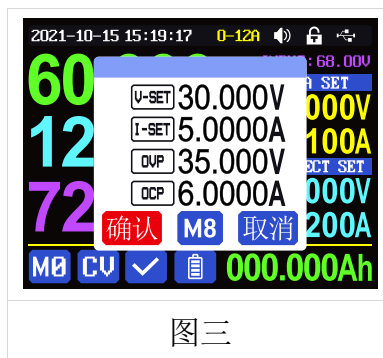 2021-10-15 15:19:17 0-12A
:68.00V
60
SET
V-SET 30.000V
000V
I-SET 5.0000A
12
100A
OVP 35.000V
SET
OCP 6.0000A
000V
72
确认 M8 取消
200A
M0 CV 000.000Ah
图三